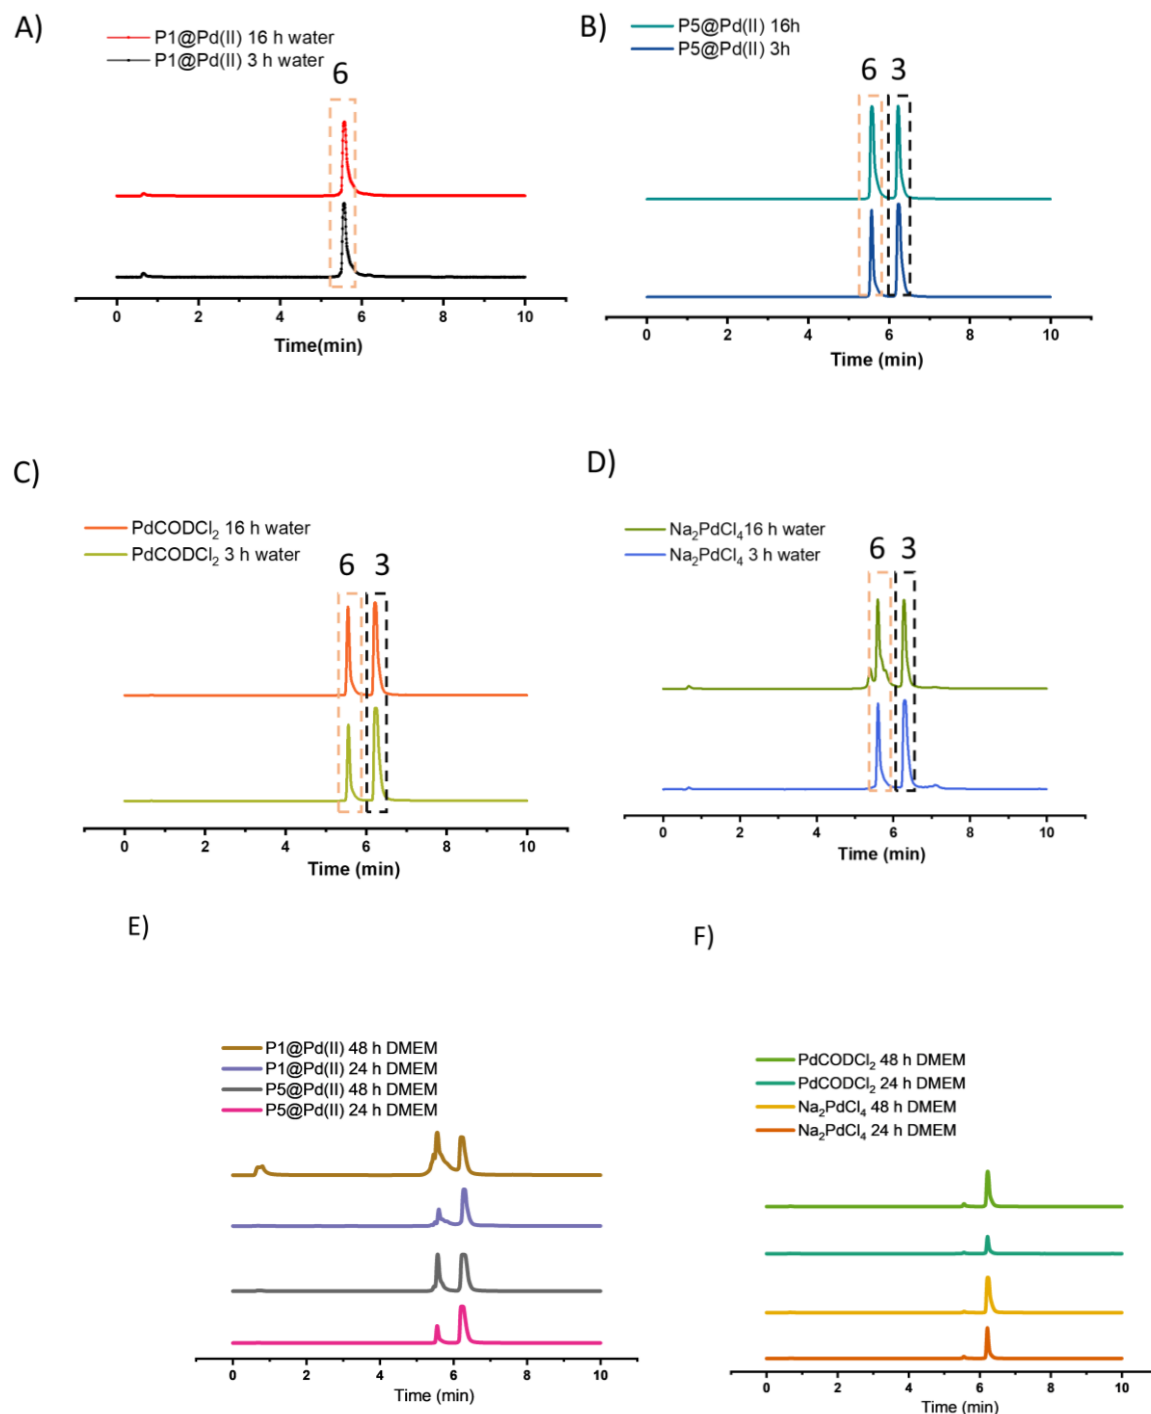 A)
P1@Pd(II) 16 h water
P1@Pd(II) 3 h water
6
0 2 4 6 8 10
Time(min)
B)
P5@Pd(II) 16h
P5@Pd(II) 3h
6 3
0 2 4 6 8 10
Time (min)
C)
PdCODCl₂ 16 h water
PdCODCl₂ 3 h water
6 3
0 2 4 6 8 10
Time (min)
D)
Na₂PdCl₄16 h water
Na₂PdCl₄ 3 h water
6 3
0 2 4 6 8 10
Time (min)
E)
P1@Pd(II) 48 h DMEM
P1@Pd(II) 24 h DMEM
P5@Pd(II) 48 h DMEM
P5@Pd(II) 24 h DMEM
0 2 4 6 8 10
Time (min)
F)
PdCODCl₂ 48 h DMEM
PdCODCl₂ 24 h DMEM
Na₂PdCl₄ 48 h DMEM
Na₂PdCl₄ 24 h DMEM
0 2 4 6 8 10
Time (min)